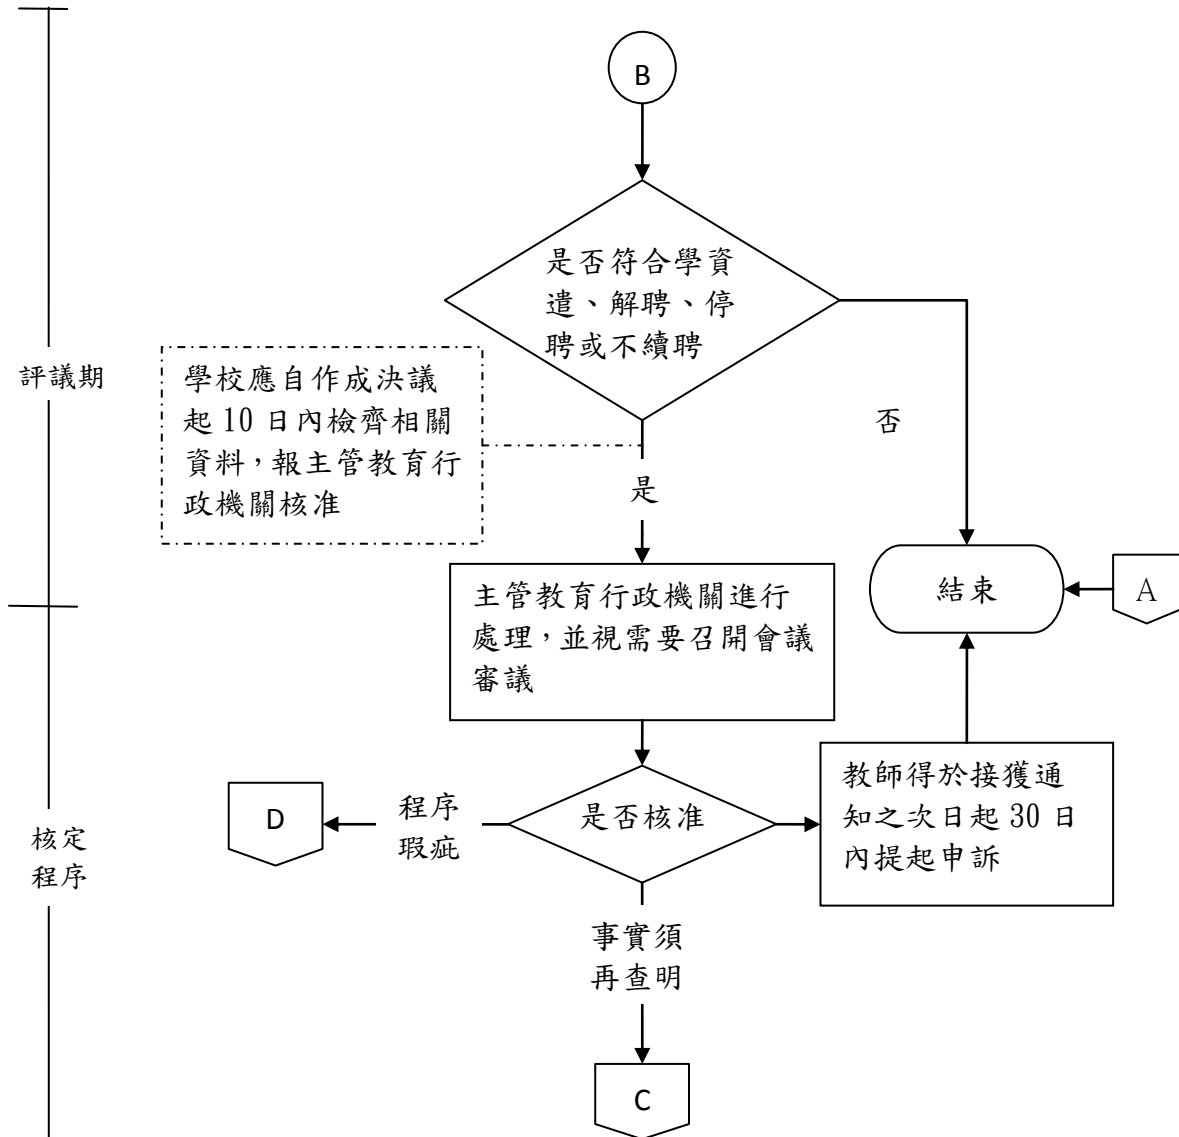 B
是否符合學資
遣、解聘、停
聘或不續聘
評議期
學校應自作成決議
起 10 日內檢齊相關
資料，報主管教育行
政機關核准
否
是
主管教育行政機關進行
處理，並視需要召開會議
審議
結束
A
核定
程序
D
程序
瑕疵
是否核准
教師得於接獲通
知之次日起 30 日
內提起申訴
事實須
再查明
C